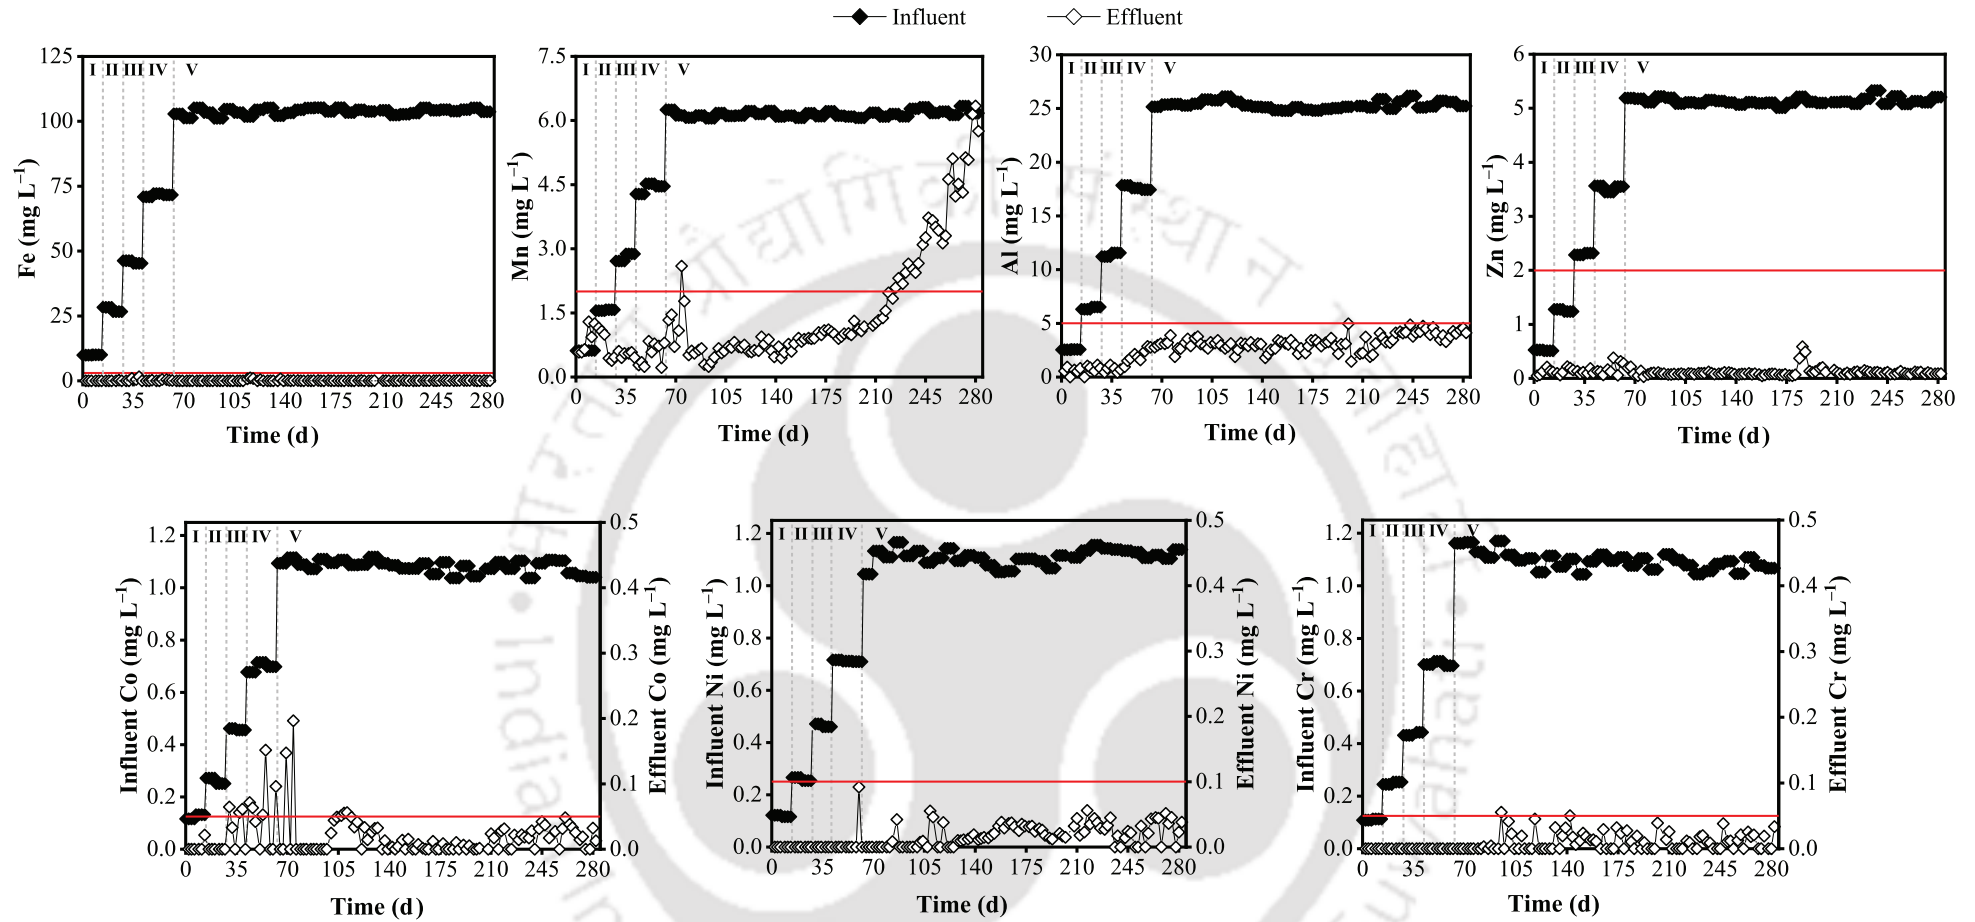 Influent
Effluent
125
100
75
50
25
0
Fe (mg L⁻¹)
I II III IV V
0 35 70 105 140 175 210 245 280
Time (d)
7.5
6.0
4.5
3.0
1.5
0.0
Mn (mg L⁻¹)
I II III IV V
0 35 70 105 140 175 210 245 280
Time (d)
30
25
20
15
10
5
0
Al (mg L⁻¹)
I II III IV V
0 35 70 105 140 175 210 245 280
Time (d)
6
5
4
3
2
1
0
Zn (mg L⁻¹)
I II III IV V
0 35 70 105 140 175 210 245 280
Time (d)
1.2
1.0
0.8
0.6
0.4
0.2
0.0
Influent Co (mg L⁻¹)
I II III IV V
0.5
0.4
0.3
0.2
0.1
0.0
Effluent Co (mg L⁻¹)
0 35 70 105 140 175 210 245 280
Time (d)
1.2
1.0
0.8
0.6
0.4
0.2
0.0
Influent Ni (mg L⁻¹)
I II III IV V
0.5
0.4
0.3
0.2
0.1
0.0
Effluent Ni (mg L⁻¹)
0 35 70 105 140 175 210 245 280
Time (d)
1.2
1.0
0.8
0.6
0.4
0.2
0.0
Influent Cr (mg L⁻¹)
I II III IV V
0.5
0.4
0.3
0.2
0.1
0.0
Effluent Cr (mg L⁻¹)
0 35 70 105 140 175 210 245 280
Time (d)